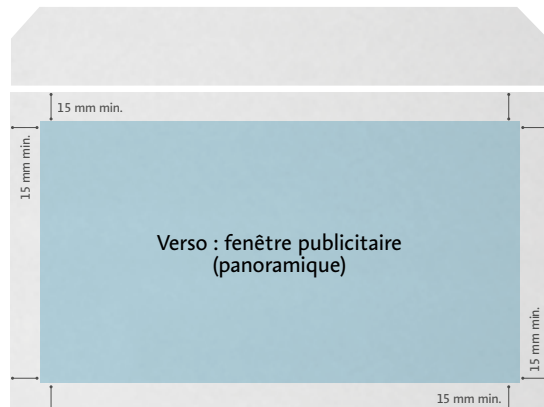 15 mm min.
15 mm min.
Verso : fenêtre publicitaire
(panoramique)
15 mm min.
15 mm min.